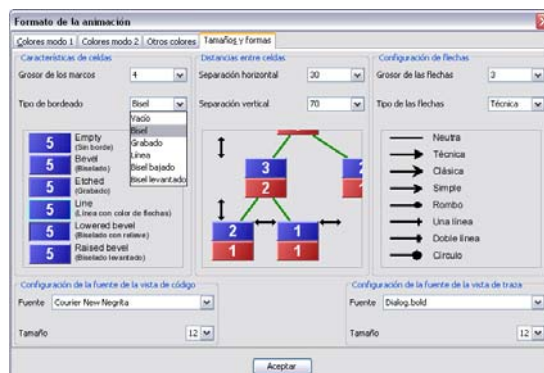 Formato de la animación
Colores modo 1 Colores modo 2 Otros colores Tamaños y formas
Características de celdas
Grosor de los marcos 4
Tipo de bordeado Bisel
Vacío
Bisel
Grabado
Línea
Bisel bajado
Bisel levantado
5 Empty
(Sin borde)
5 Bevel
(Biselado)
5 Etched
(Grabado)
5 Line
(Línea con color de flechas)
5 Lowered bevel
(Biselado con relieve)
5 Raised bevel
(Biselado levantado)
Distancias entre celdas
Separación horizontal 30
Separación vertical 70
3
2
2 1
1 1
Configuración de flechas
Grosor de las flechas 3
Tipo de las flechas Técnica
Neutra
Técnica
Clásica
Simple
Rombo
Una línea
Doble línea
Círculo
Configuración de la fuente de la vista de código
Fuente Courier New Negrita
Tamaño 12
Configuración de la fuente de la vista de traza
Fuente Dialog.bold
Tamaño 12
Aceptar